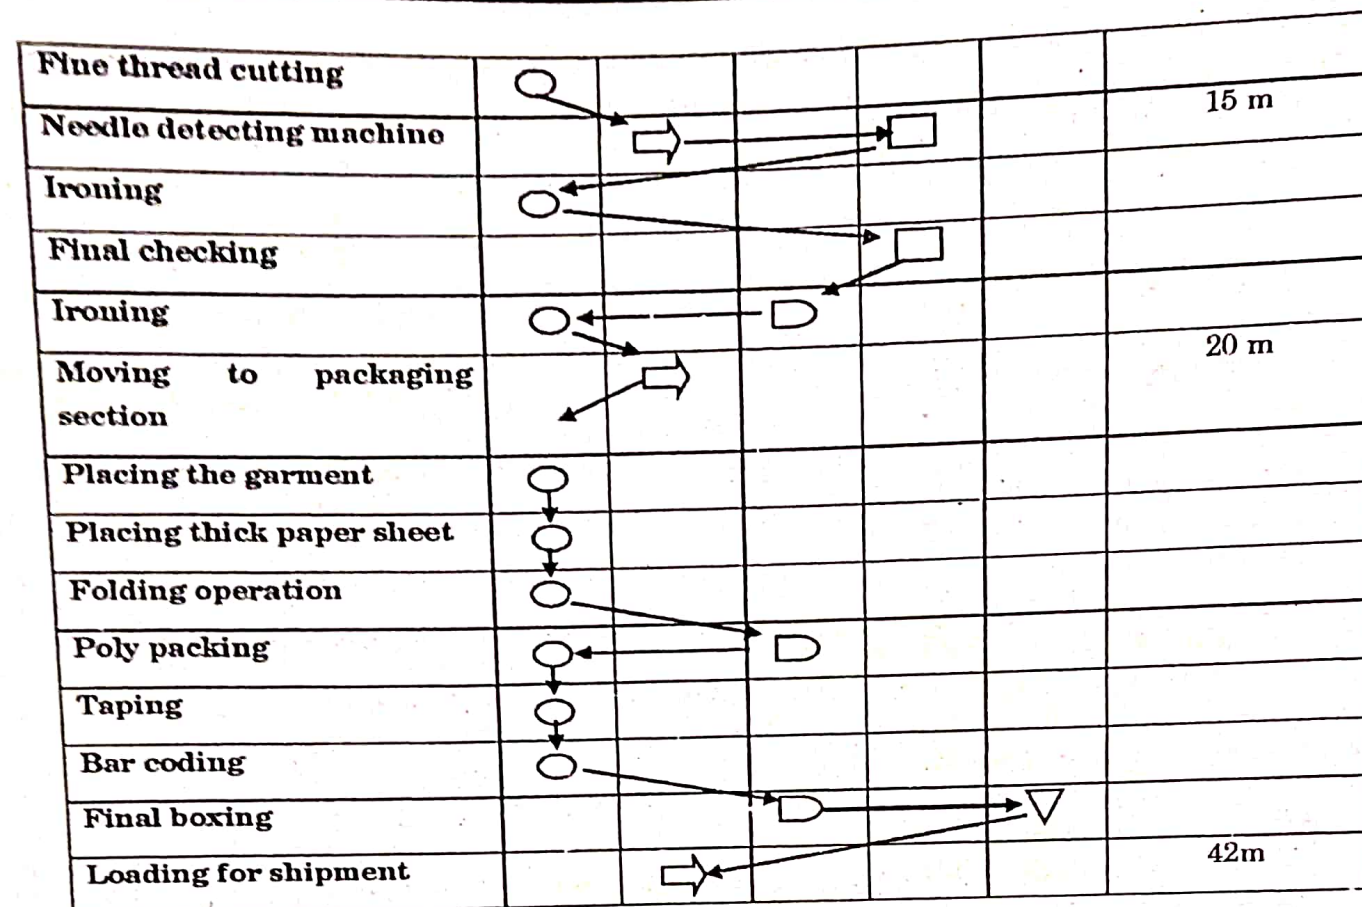 Fine thread cutting
15 m
Needle detecting machine
Ironing
Final checking
Ironing
20 m
Moving to packaging
section
Placing the garment
Placing thick paper sheet
Folding operation
Poly packing
Taping
Bar coding
Final boxing
42m
Loading for shipment